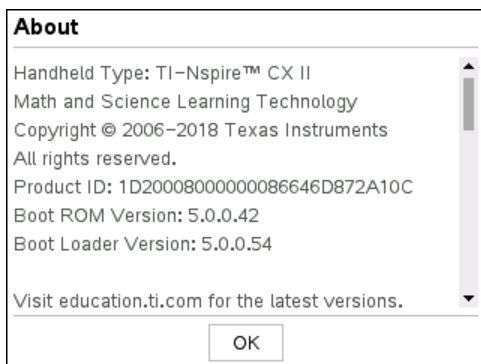 About
Handheld Type: TI-Nspire™ CX II
Math and Science Learning Technology
Copyright © 2006-2018 Texas Instruments
All rights reserved.
Product ID: 1D20008000000086646D872A10C
Boot ROM Version: 5.0.0.42
Boot Loader Version: 5.0.0.54
Visit education.ti.com for the latest versions.
OK